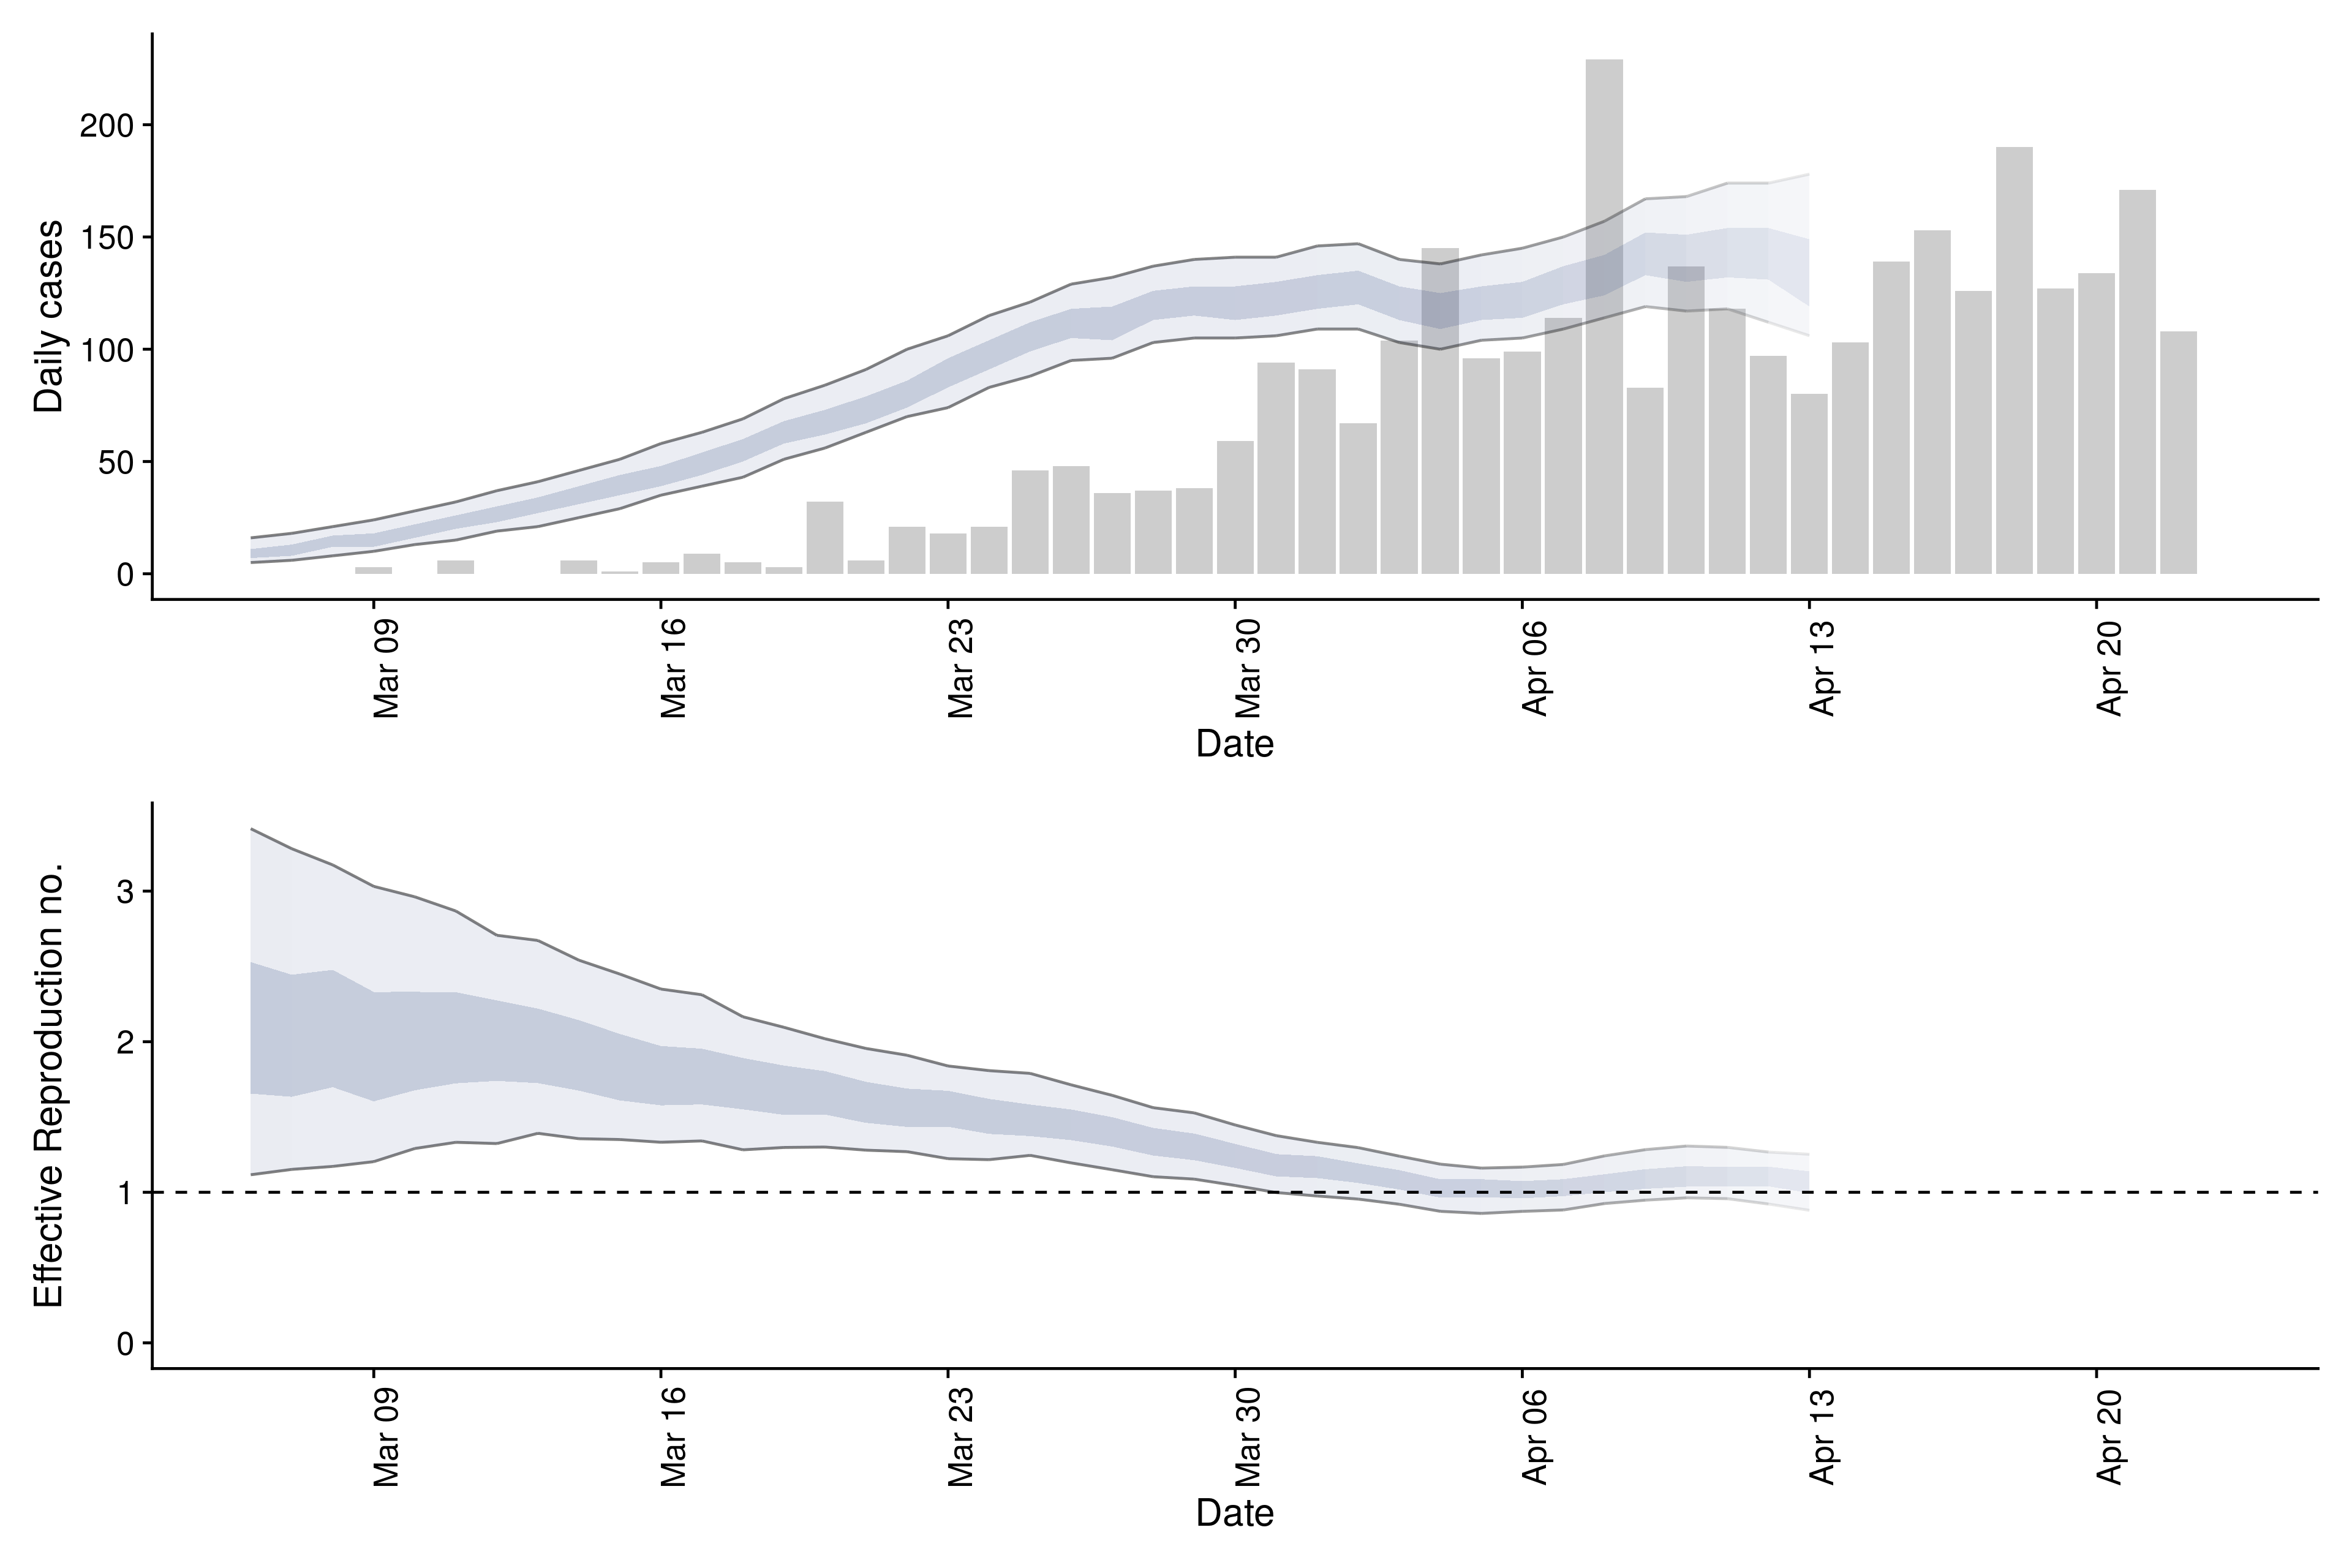 Daily cases
200
150
100
50
0
Mar 09
Mar 16
Mar 23
Mar 30
Apr 06
Apr 13
Apr 20
Date
Effective Reproduction no.
3
2
1
0
Mar 09
Mar 16
Mar 23
Mar 30
Apr 06
Apr 13
Apr 20
Date